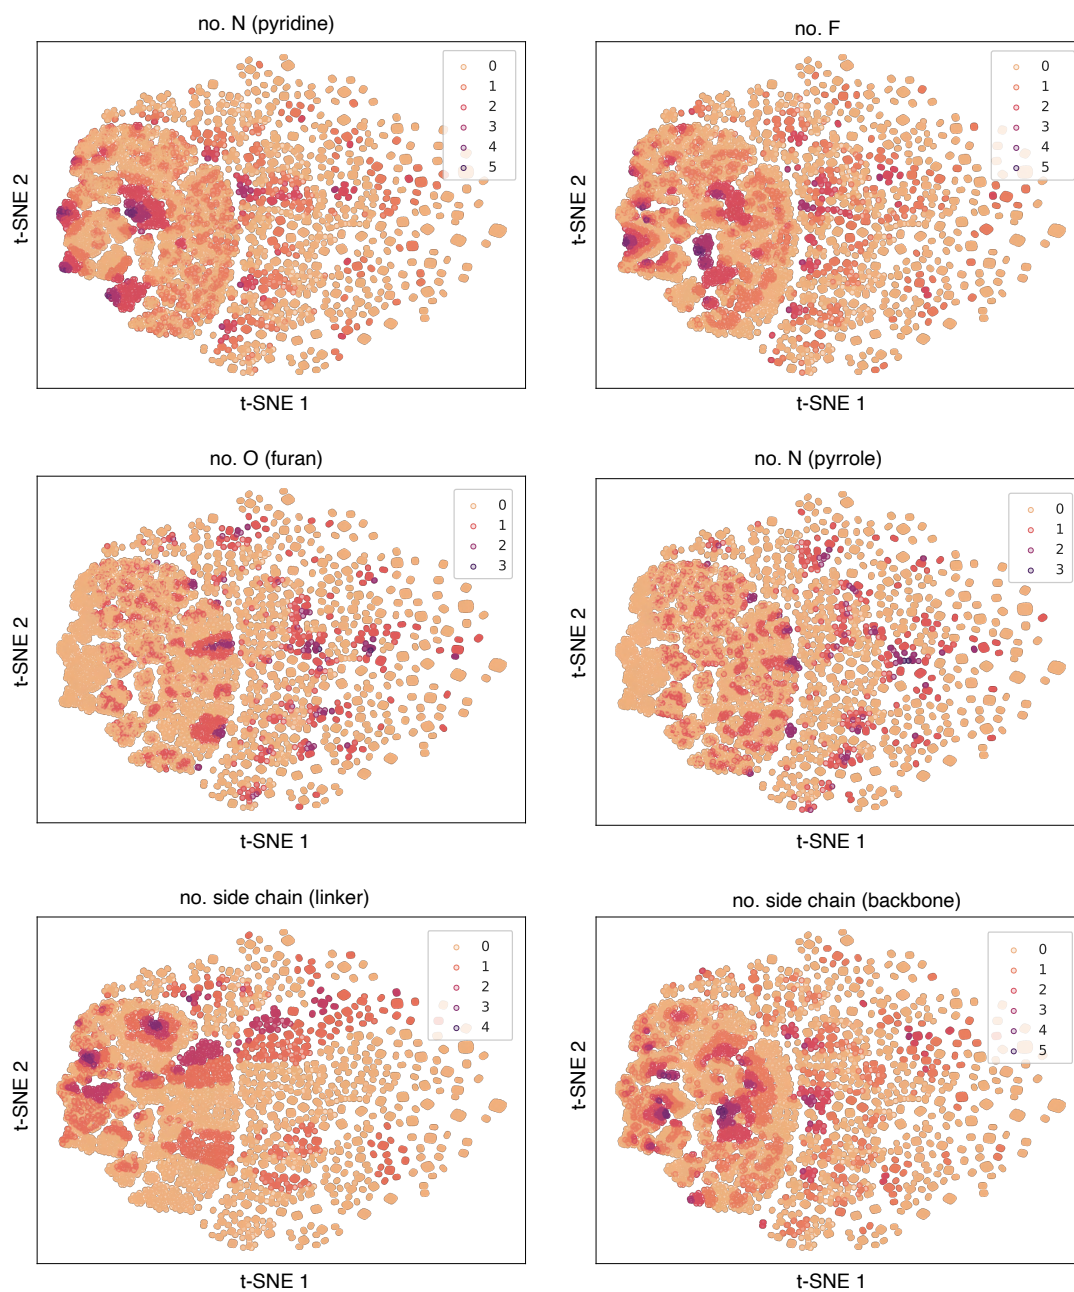 no. N (pyridine)
0
1
2
3
4
5
t-SNE 2
t-SNE 1
no. F
0
1
2
3
4
5
t-SNE 2
t-SNE 1
no. O (furan)
0
1
2
3
t-SNE 2
t-SNE 1
no. N (pyrrole)
0
1
2
3
t-SNE 2
t-SNE 1
no. side chain (linker)
0
1
2
3
4
t-SNE 2
t-SNE 1
no. side chain (backbone)
0
1
2
3
4
5
t-SNE 2
t-SNE 1